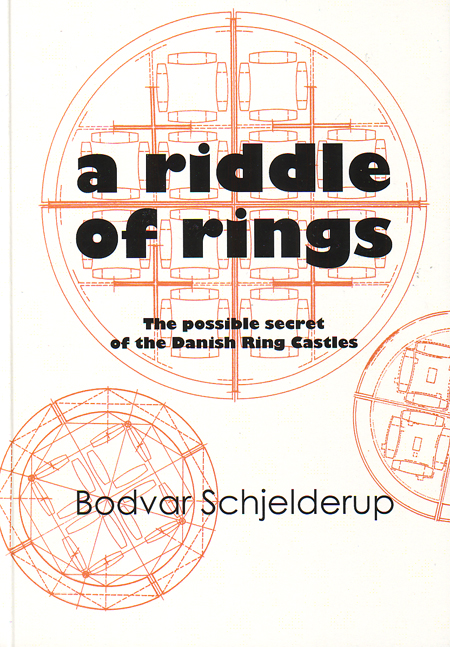 a riddle
of rings
The possible secret
of the Danish Ring Castles
Bodvar Schjelderup